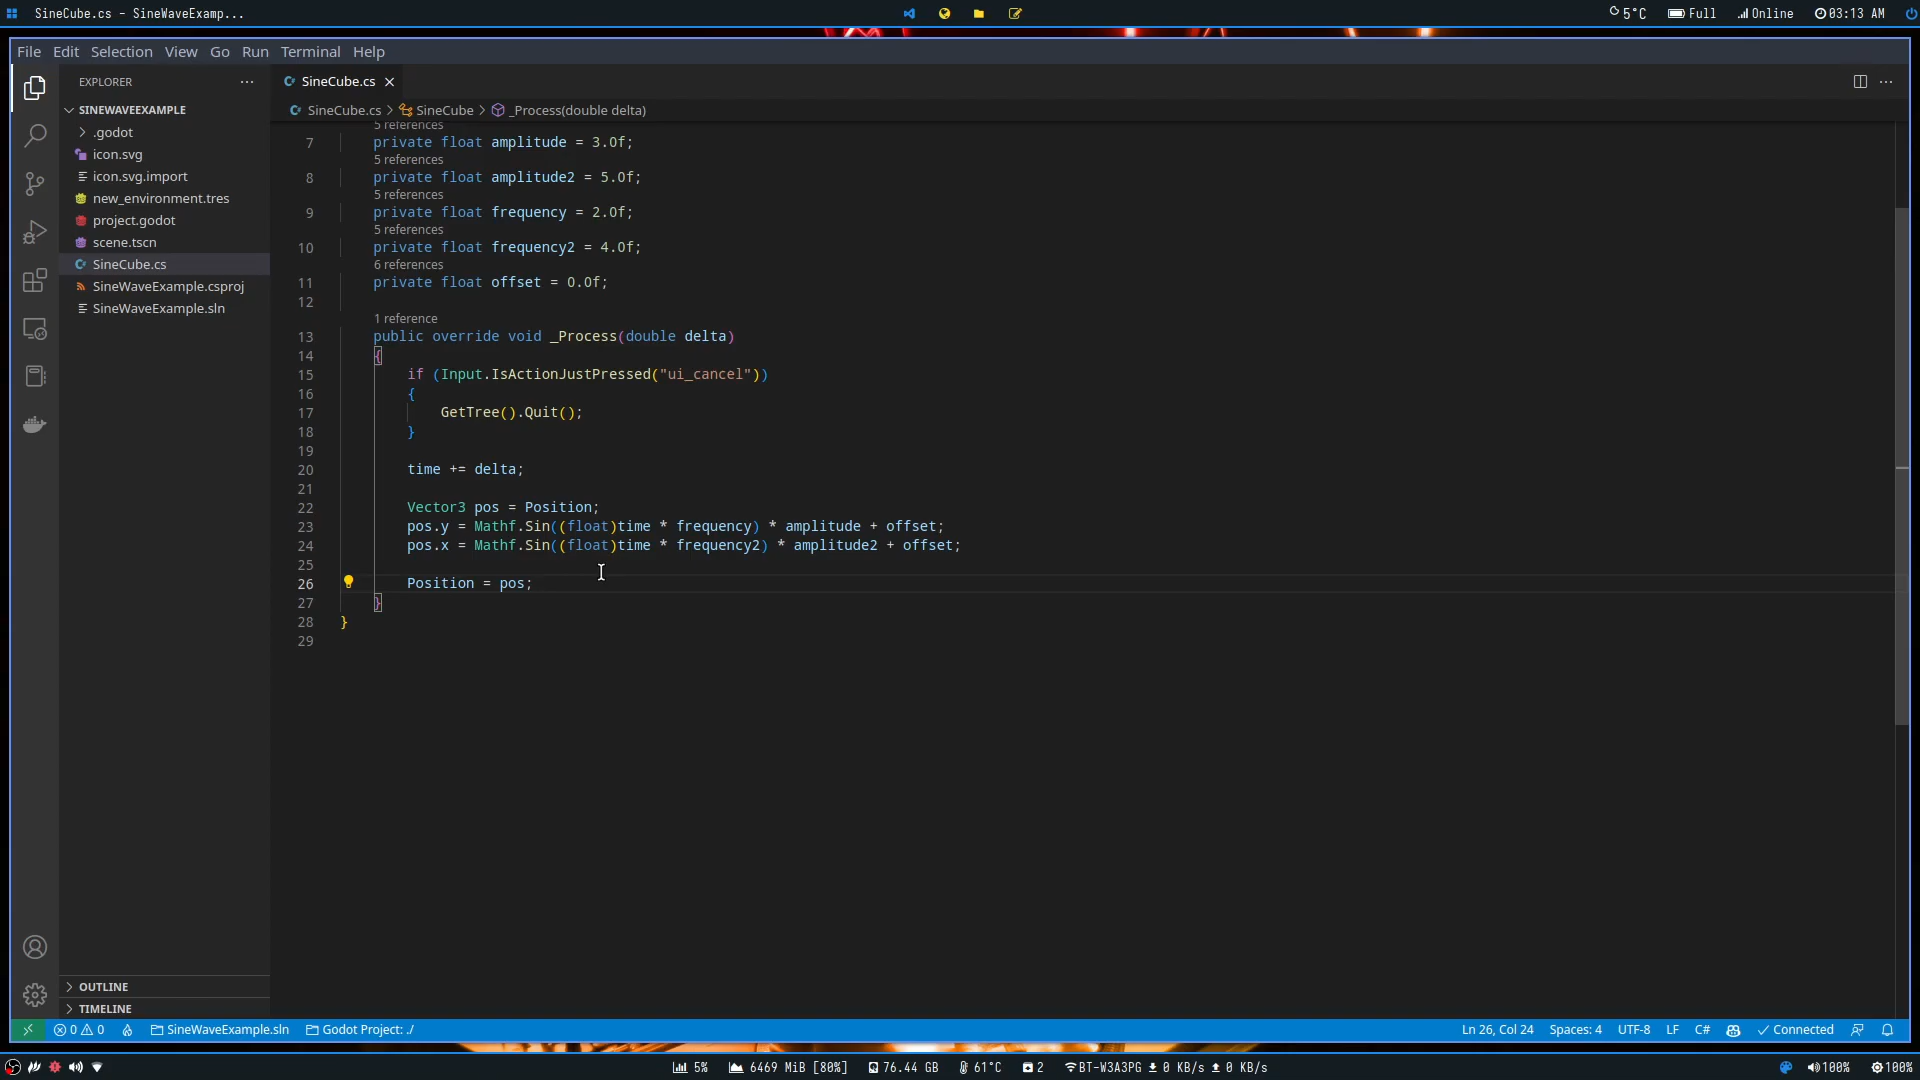 SineCube.cs - SineWaveExamp...
5°C
Full
Online
03:13 AM
File Edit Selection View Go Run Terminal Help
EXPLORER
SineCube.cs
SINEWAVEEXAMPLE
SineCube.cs > SineCube > _Process(double delta)
.godot
icon.svg
icon.svg.import
new_environment.tres
project.godot
scene.tscn
SineCube.cs
SineWaveExample.csproj
SineWaveExample.sln
5 references
7 private float amplitude = 3.0f;
5 references
8 private float amplitude2 = 5.0f;
5 references
9 private float frequency = 2.0f;
5 references
10 private float frequency2 = 4.0f;
6 references
11 private float offset = 0.0f;
12
1 reference
13 public override void _Process(double delta)
14 {
15 if (Input.IsActionJustPressed("ui_cancel"))
16 {
17 GetTree().Quit();
18 }
19
20 time += delta;
21
22 Vector3 pos = Position;
23 pos.y = Mathf.Sin((float)time * frequency) * amplitude + offset;
24 pos.x = Mathf.Sin((float)time * frequency2) * amplitude2 + offset;
25
26 Position = pos;
27 }
28 }
29
OUTLINE
TIMELINE
0 0 SineWaveExample.sln Godot Project: ./ Ln 26, Col 24 Spaces: 4 UTF-8 LF C# Connected
5% 6469 MiB [80%] 76.44 GB 61°C 2 BT-W3A3PG 0 KB/s 0 KB/s 100% 100%